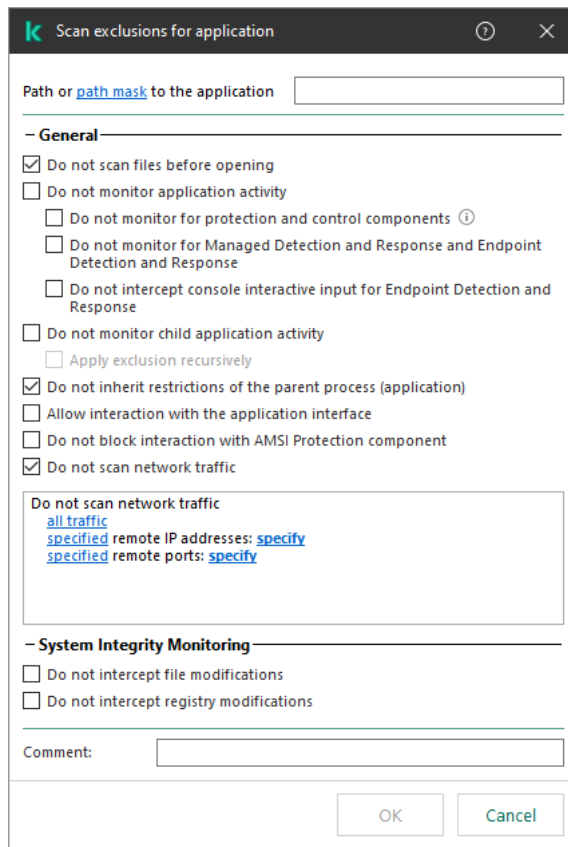 Scan exclusions for application
Path or path mask to the application
General
Do not scan files before opening
Do not monitor application activity
Do not monitor for protection and control components
Do not monitor for Managed Detection and Response and Endpoint
Detection and Response
Do not intercept console interactive input for Endpoint Detection and
Response
Do not monitor child application activity
Apply exclusion recursively
Do not inherit restrictions of the parent process (application)
Allow interaction with the application interface
Do not block interaction with AMSI Protection component
Do not scan network traffic
Do not scan network traffic
all traffic
specified remote IP addresses: specify
specified remote ports: specify
System Integrity Monitoring
Do not intercept file modifications
Do not intercept registry modifications
Comment:
OK Cancel